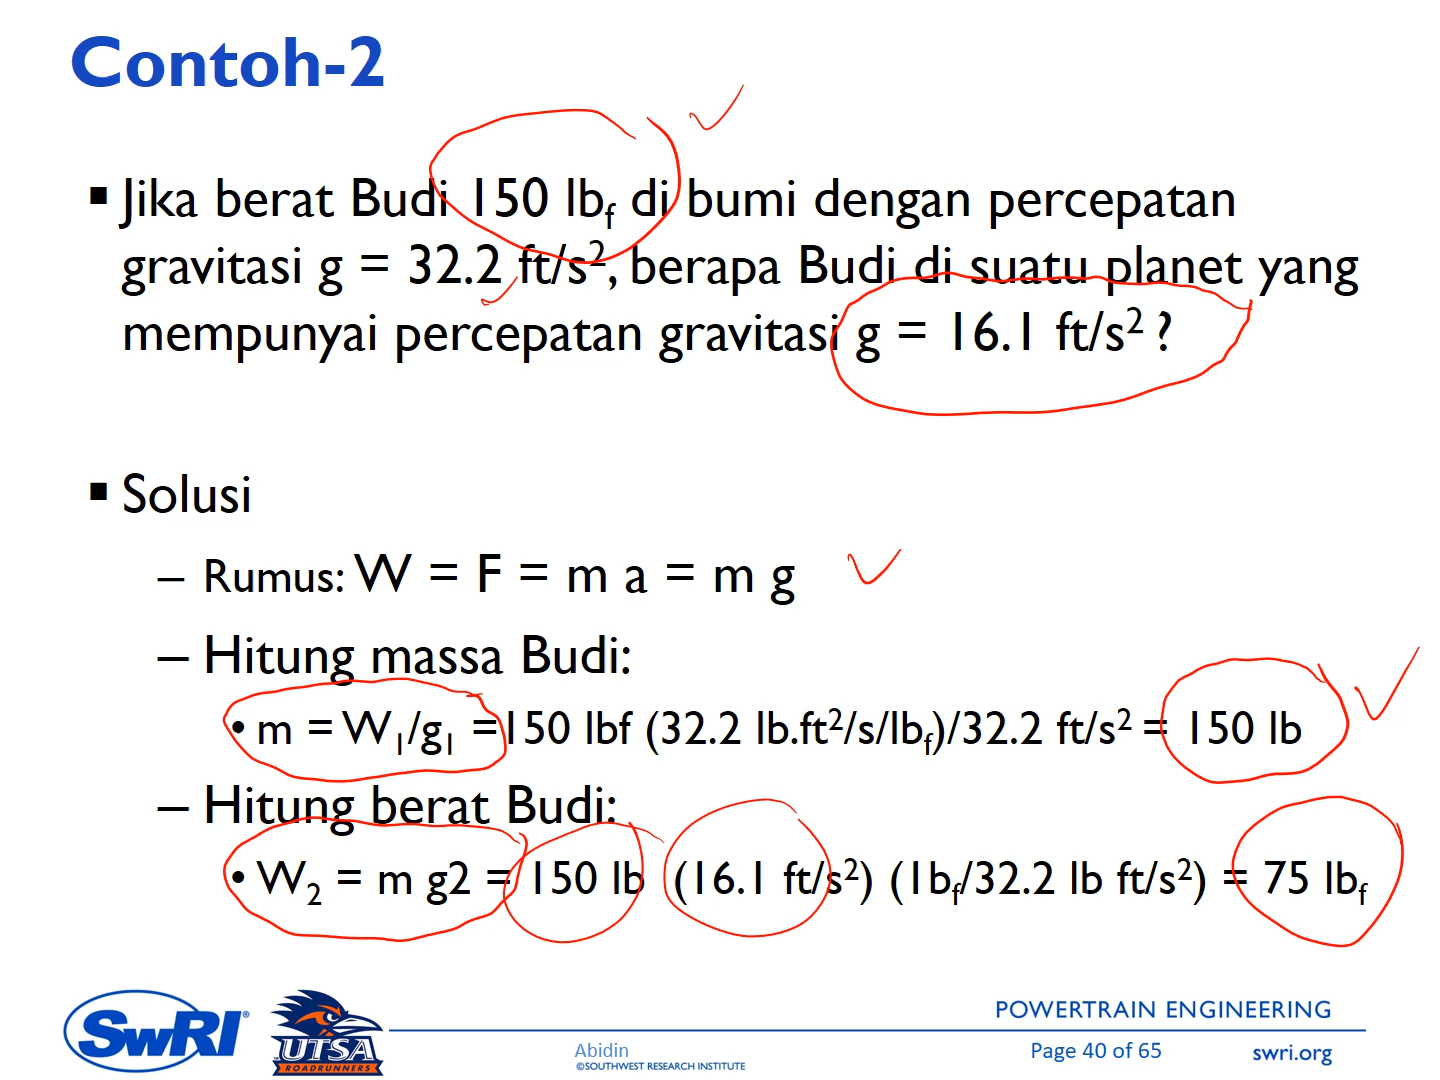 Contoh-2
▪ Jika berat Budi 150 lb_f di bumi dengan percepatan
gravitasi g = 32.2 ft/s², berapa Budi di suatu planet yang
mempunyai percepatan gravitasi g = 16.1 ft/s² ?
▪ Solusi
– Rumus: W = F = m a = m g
– Hitung massa Budi:
• m = W₁/g₁ =150 lbf (32.2 lb.ft²/s/lb_f)/32.2 ft/s² = 150 lb
– Hitung berat Budi:
• W₂ = m g2 = 150 lb (16.1 ft/s²) (1b_f/32.2 lb ft/s²) = 75 lb_f
SwRI®
UTSA
ROADRUNNERS
Abidin
©SOUTHWEST RESEARCH INSTITUTE
POWERTRAIN ENGINEERING
Page 40 of 65
swri.org